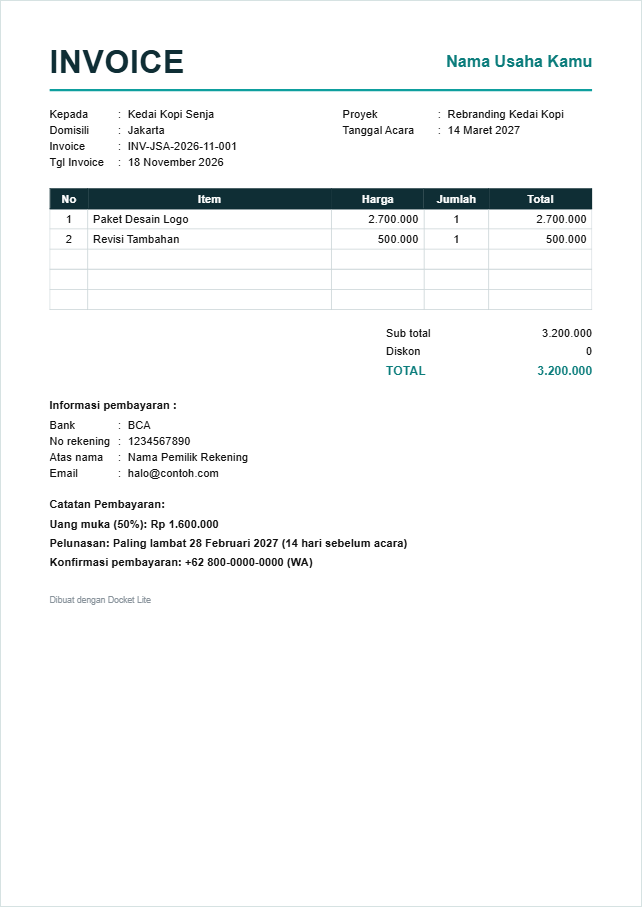 INVOICE
Nama Usaha Kamu
Kepada : Kedai Kopi Senja
Domisili : Jakarta
Invoice : INV-JSA-2026-11-001
Tgl Invoice : 18 November 2026
Proyek : Rebranding Kedai Kopi
Tanggal Acara : 14 Maret 2027
No Item Harga Jumlah Total
1 Paket Desain Logo 2.700.000 1 2.700.000
2 Revisi Tambahan 500.000 1 500.000
Sub total 3.200.000
Diskon 0
TOTAL 3.200.000
Informasi pembayaran :
Bank : BCA
No rekening : 1234567890
Atas nama : Nama Pemilik Rekening
Email : halo@contoh.com
Catatan Pembayaran:
Uang muka (50%): Rp 1.600.000
Pelunasan: Paling lambat 28 Februari 2027 (14 hari sebelum acara)
Konfirmasi pembayaran: +62 800-0000-0000 (WA)
Dibuat dengan Docket Lite